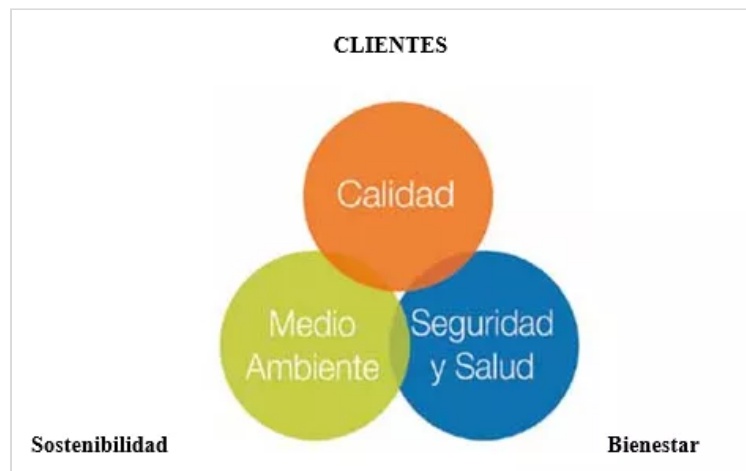 CLIENTES
Calidad
Medio
Ambiente
Seguridad
y Salud
Sostenibilidad
Bienestar